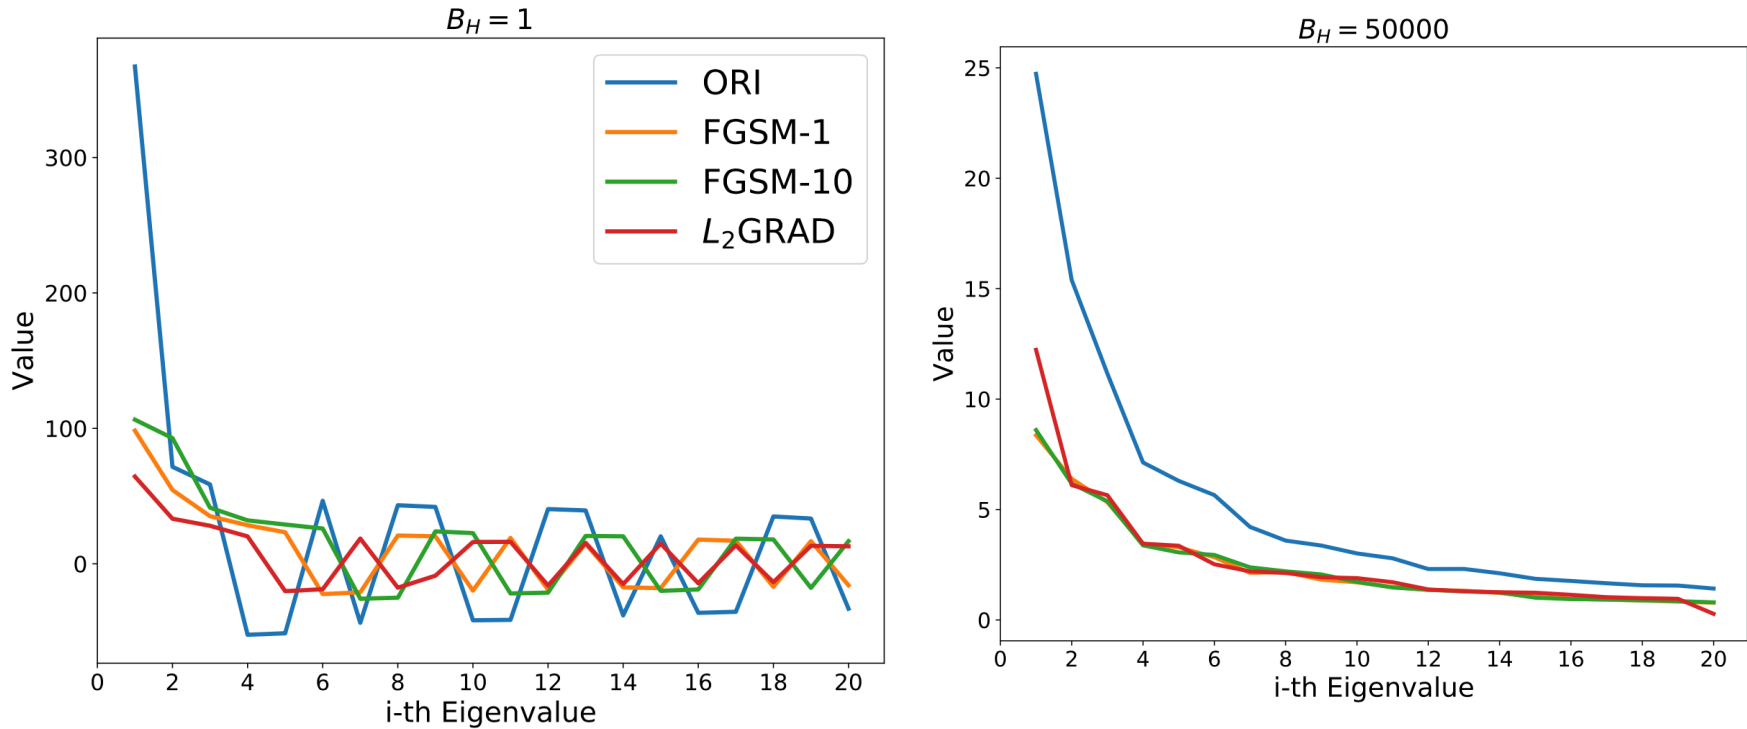 B_H = 1
300
200
100
0
Value
0 2 4 6 8 10 12 14 16 18 20
i-th Eigenvalue
ORI
FGSM-1
FGSM-10
L₂GRAD
B_H = 50000
25
20
15
10
5
0
Value
0 2 4 6 8 10 12 14 16 18 20
i-th Eigenvalue